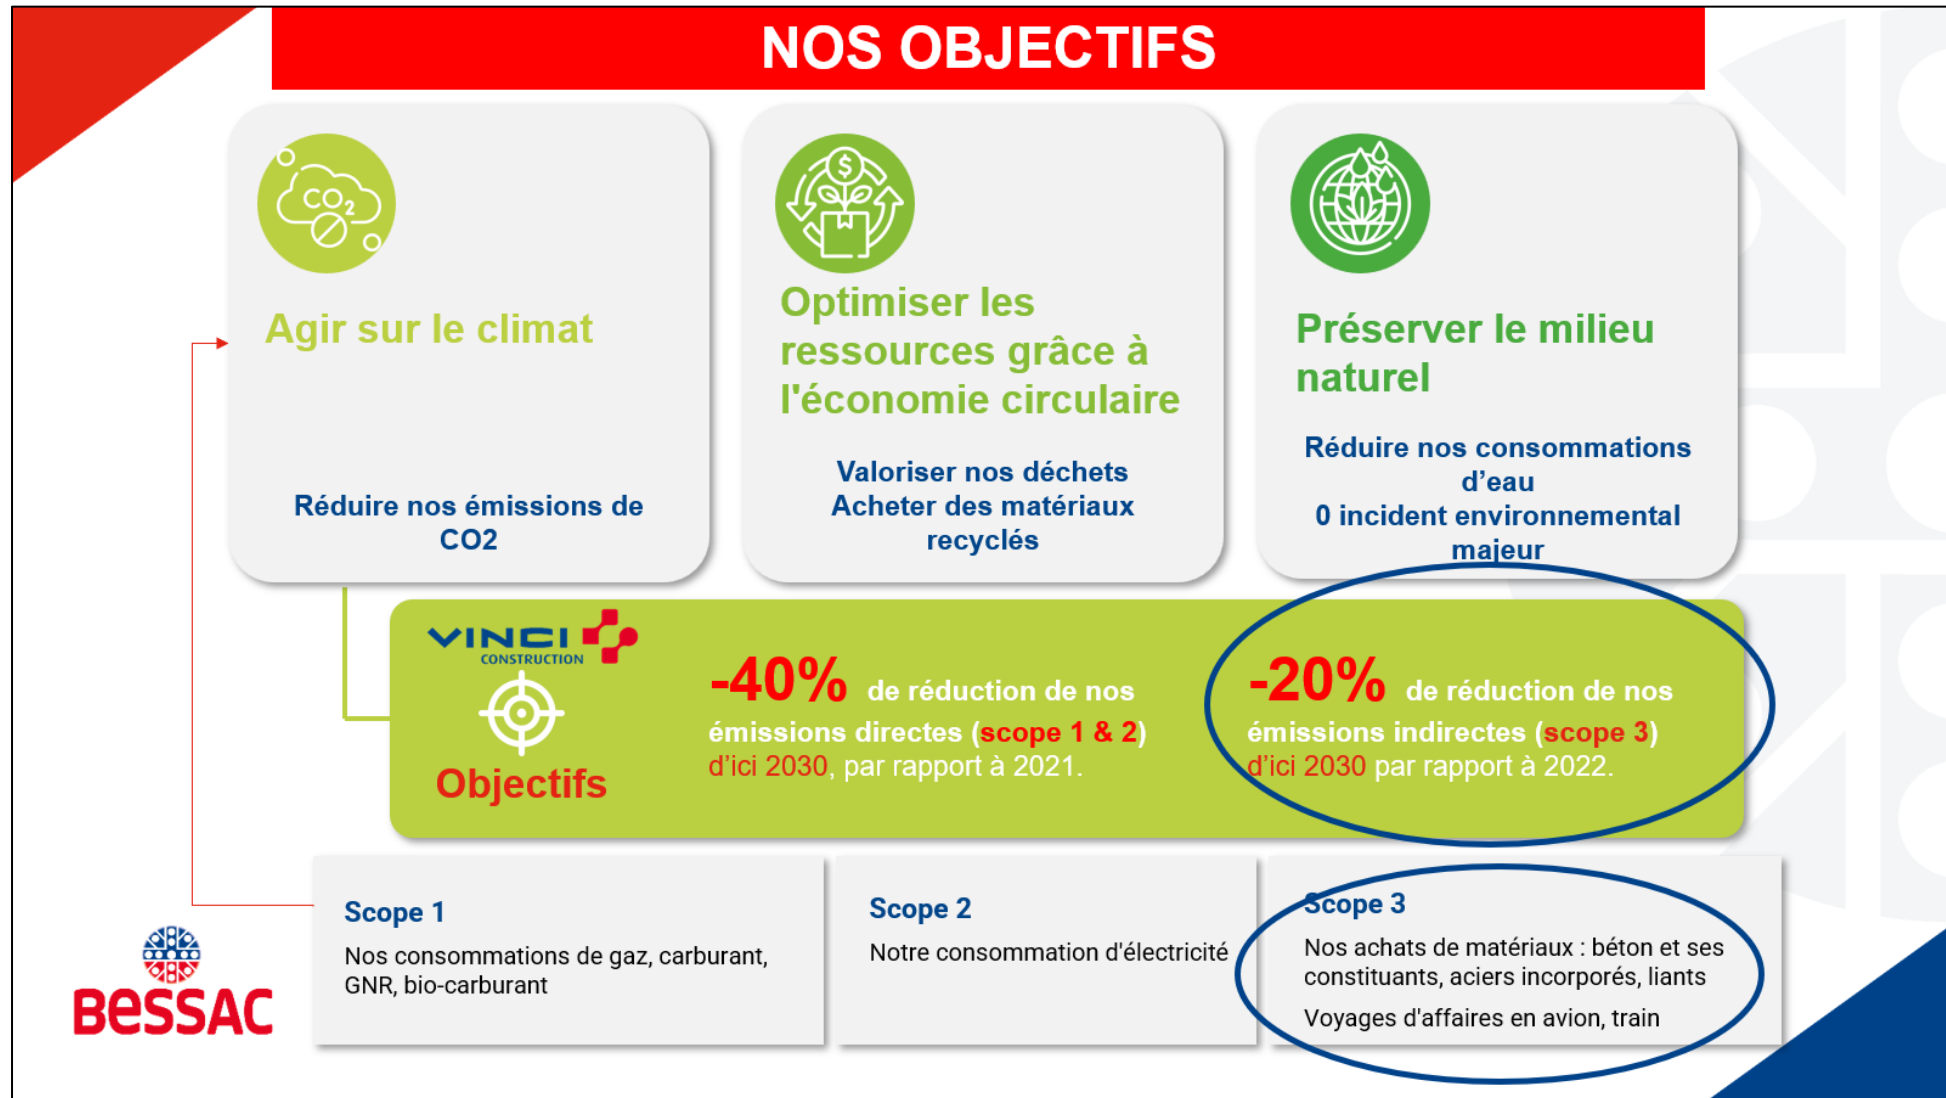 NOS OBJECTIFS
CO2
$
Agir sur le climat
Réduire nos émissions de
CO2
Optimiser les
ressources grâce à
l'économie circulaire
Valoriser nos déchets
Acheter des matériaux
recyclés
Préserver le milieu
naturel
Réduire nos consommations
d’eau
0 incident environnemental
majeur
VINCI
CONSTRUCTION
Objectifs
-40% de réduction de nos
émissions directes (scope 1 & 2)
d’ici 2030, par rapport à 2021.
-20% de réduction de nos
émissions indirectes (scope 3)
d’ici 2030 par rapport à 2022.
Scope 1
Nos consommations de gaz, carburant,
GNR, bio-carburant
Scope 2
Notre consommation d'électricité
Scope 3
Nos achats de matériaux : béton et ses
constituants, aciers incorporés, liants
Voyages d'affaires en avion, train
BeSSAC